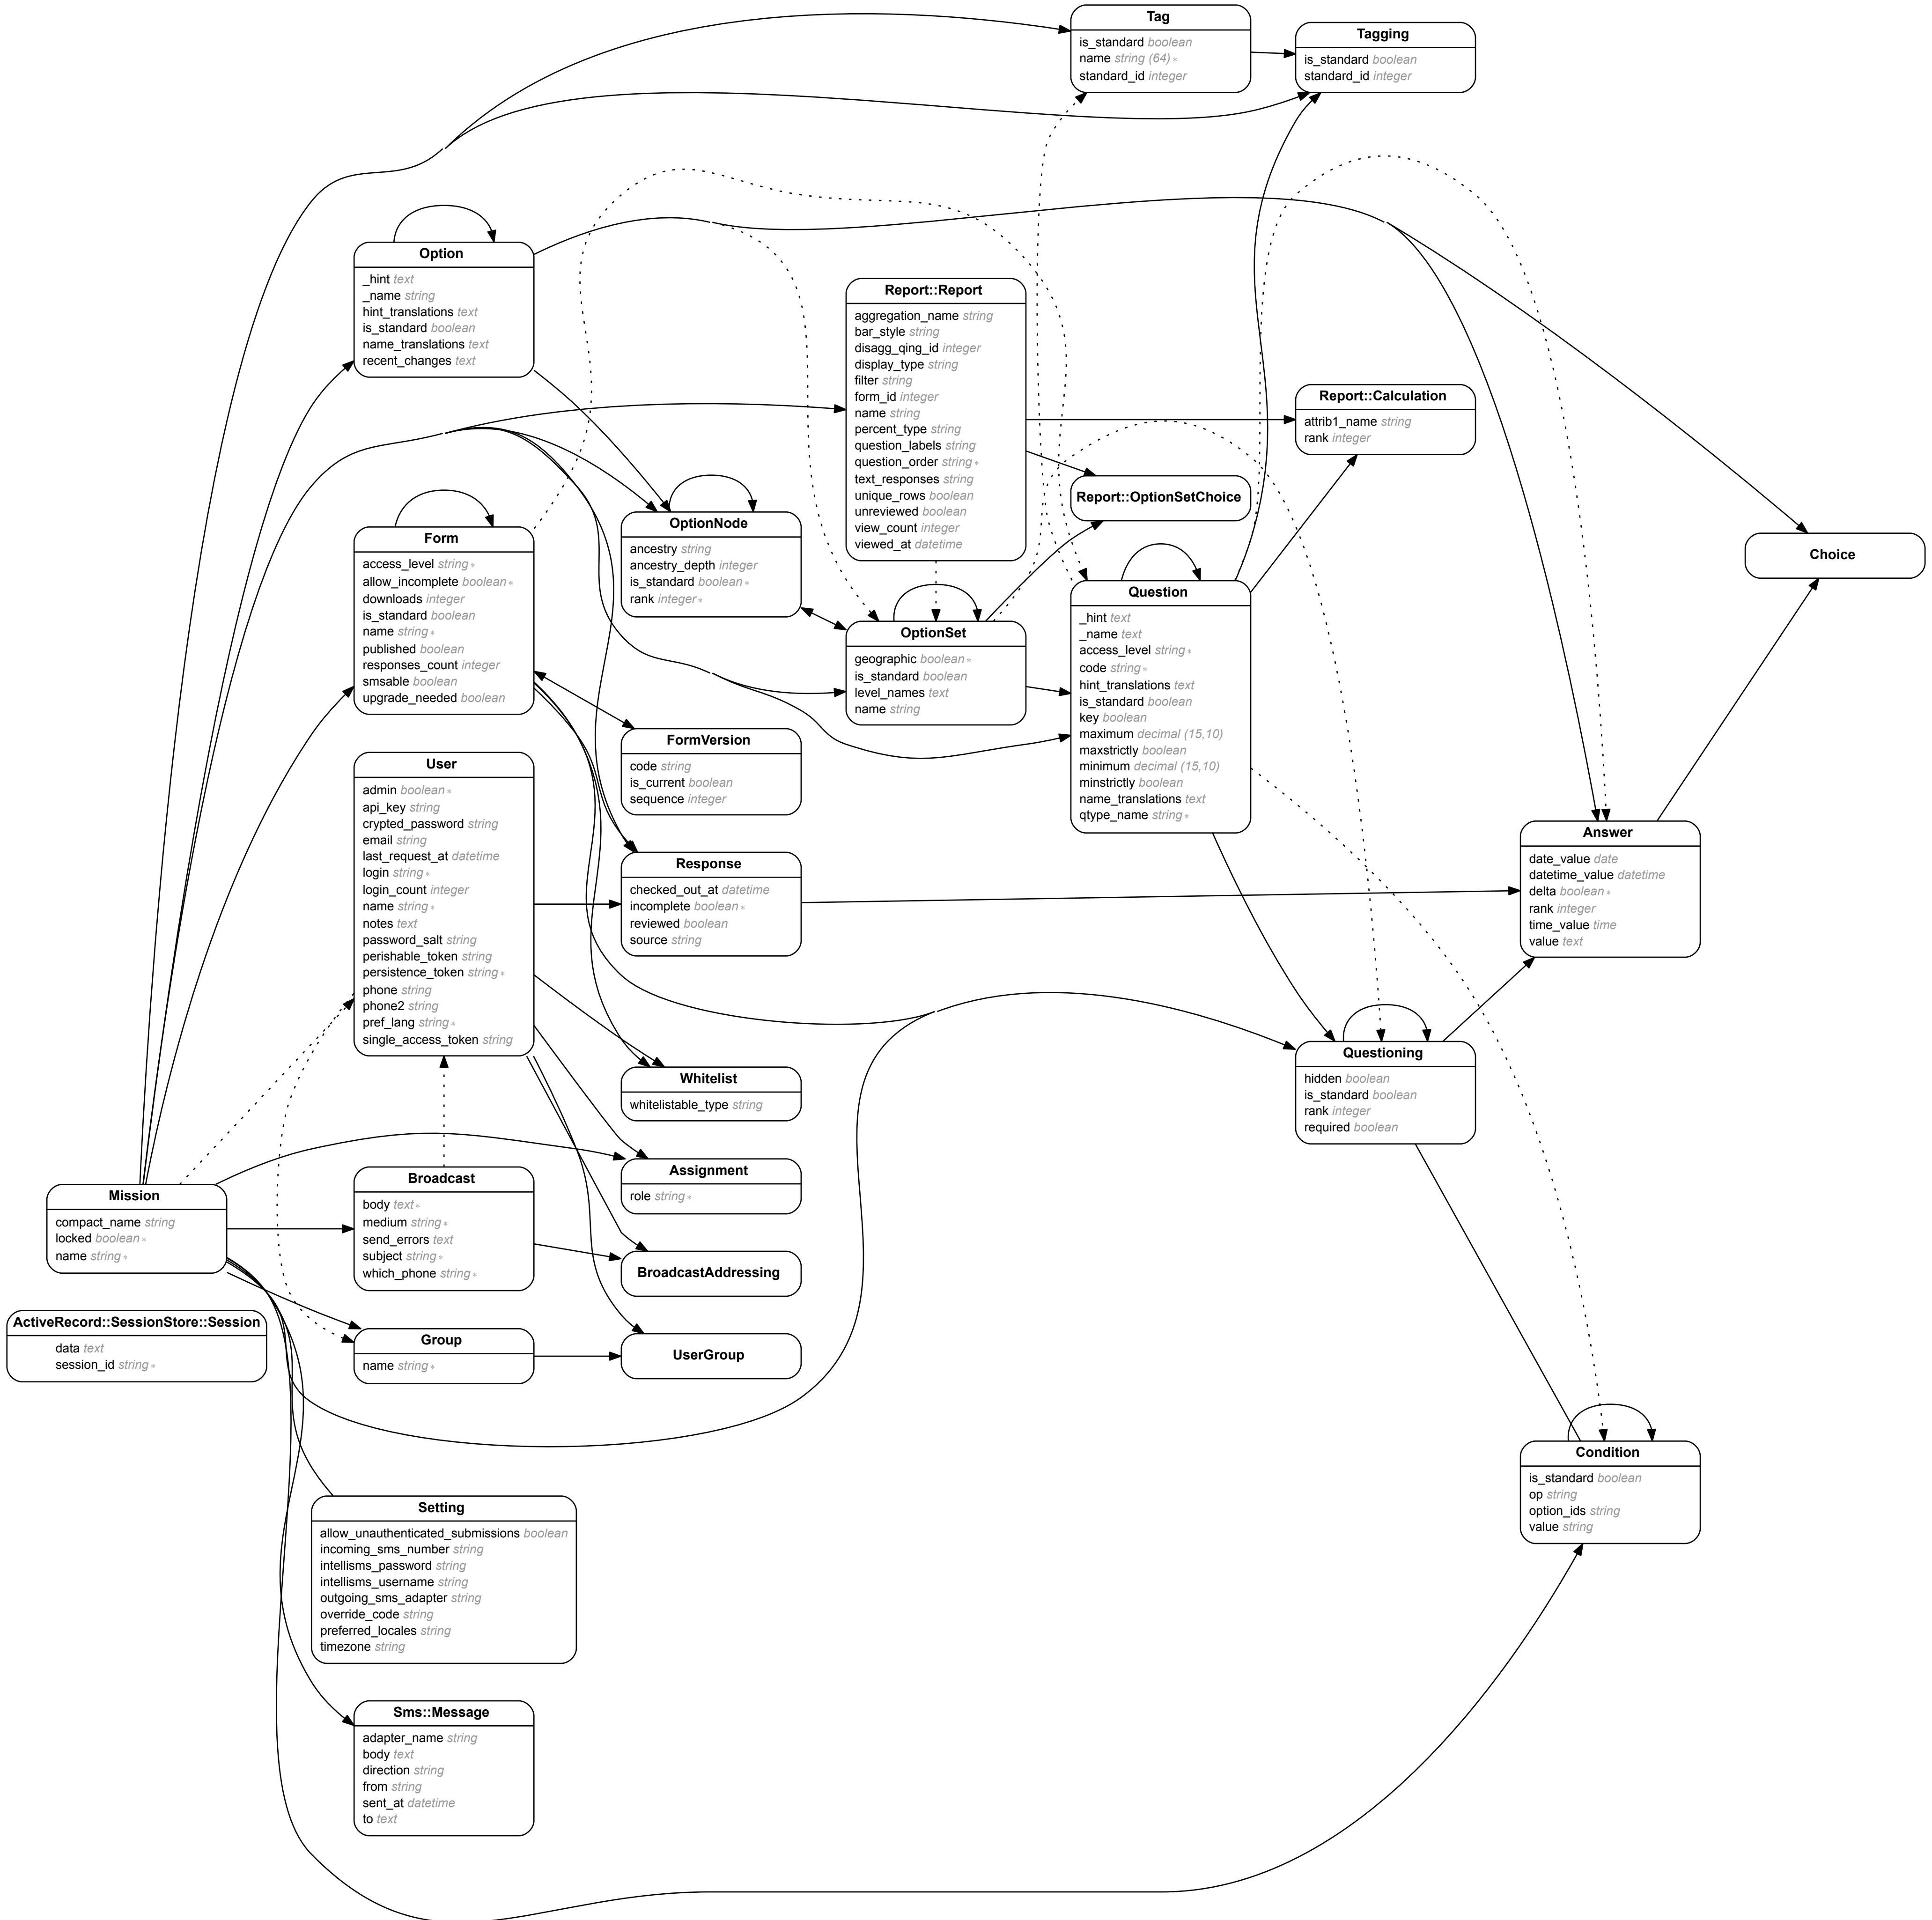 Tag
is_standard boolean
name string (64) *
standard_id integer
Tagging
is_standard boolean
standard_id integer
Option
_hint text
_name string
hint_translations text
is_standard boolean
name_translations text
recent_changes text
Report::Report
aggregation_name string
bar_style string
disagg_qing_id integer
display_type string
filter string
form_id integer
name string
percent_type string
question_labels string
question_order string *
text_responses string
unique_rows boolean
unreviewed boolean
view_count integer
viewed_at datetime
Report::Calculation
attrib1_name string
rank integer
Report::OptionSetChoice
OptionNode
ancestry string
ancestry_depth integer
is_standard boolean *
rank integer *
Form
access_level string *
allow_incomplete boolean *
downloads integer
is_standard boolean
name string *
published boolean
responses_count integer
smsable boolean
upgrade_needed boolean
Choice
Question
_hint text
_name text
access_level string *
code string *
hint_translations text
is_standard boolean
key boolean
maximum decimal (15,10)
maxstrictly boolean
minimum decimal (15,10)
minstrictly boolean
name_translations text
qtype_name string *
OptionSet
geographic boolean *
is_standard boolean
level_names text
name string
FormVersion
code string
is_current boolean
sequence integer
User
admin boolean *
api_key string
crypted_password string
email string
last_request_at datetime
login string *
login_count integer
name string *
notes text
password_salt string
perishable_token string
persistence_token string *
phone string
phone2 string
pref_lang string *
single_access_token string
Response
checked_out_at datetime
incomplete boolean *
reviewed boolean
source string
Answer
date_value date
datetime_value datetime
delta boolean *
rank integer
time_value time
value text
Questioning
hidden boolean
is_standard boolean
rank integer
required boolean
Whitelist
whitelistable_type string
Assignment
role string *
Broadcast
body text *
medium string *
send_errors text
subject string *
which_phone string *
Mission
compact_name string
locked boolean *
name string *
BroadcastAddressing
ActiveRecord::SessionStore::Session
data text
session_id string *
Group
name string *
UserGroup
Condition
is_standard boolean
op string
option_ids string
value string
Setting
allow_unauthenticated_submissions boolean
incoming_sms_number string
intellisms_password string
intellisms_username string
outgoing_sms_adapter string
override_code string
preferred_locales string
timezone string
Sms::Message
adapter_name string
body text
direction string
from string
sent_at datetime
to text